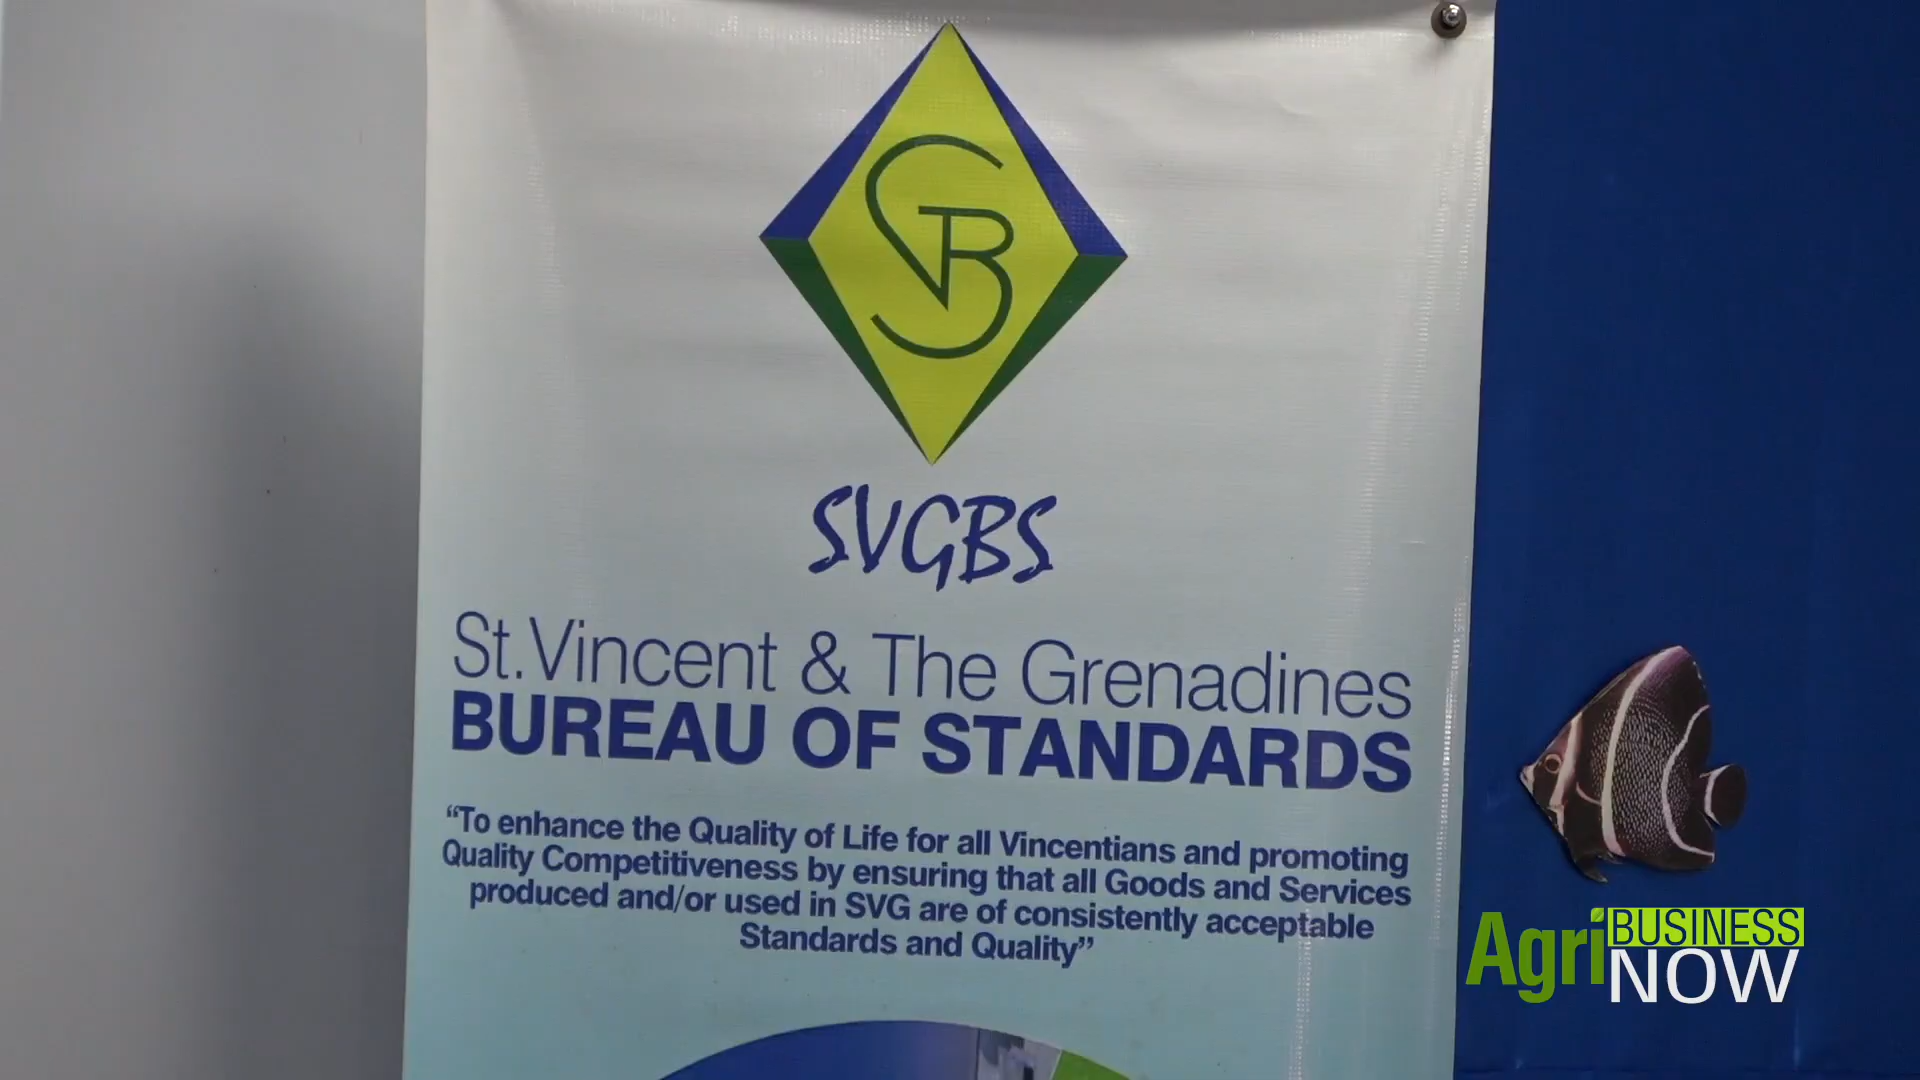 SVB
SVGBS
St.Vincent & The Grenadines
BUREAU OF STANDARDS
“To enhance the Quality of Life for all Vincentians and promoting
Quality Competitiveness by ensuring that all Goods and Services
produced and/or used in SVG are of consistently acceptable
Standards and Quality”
Agri BUSINESS
NOW